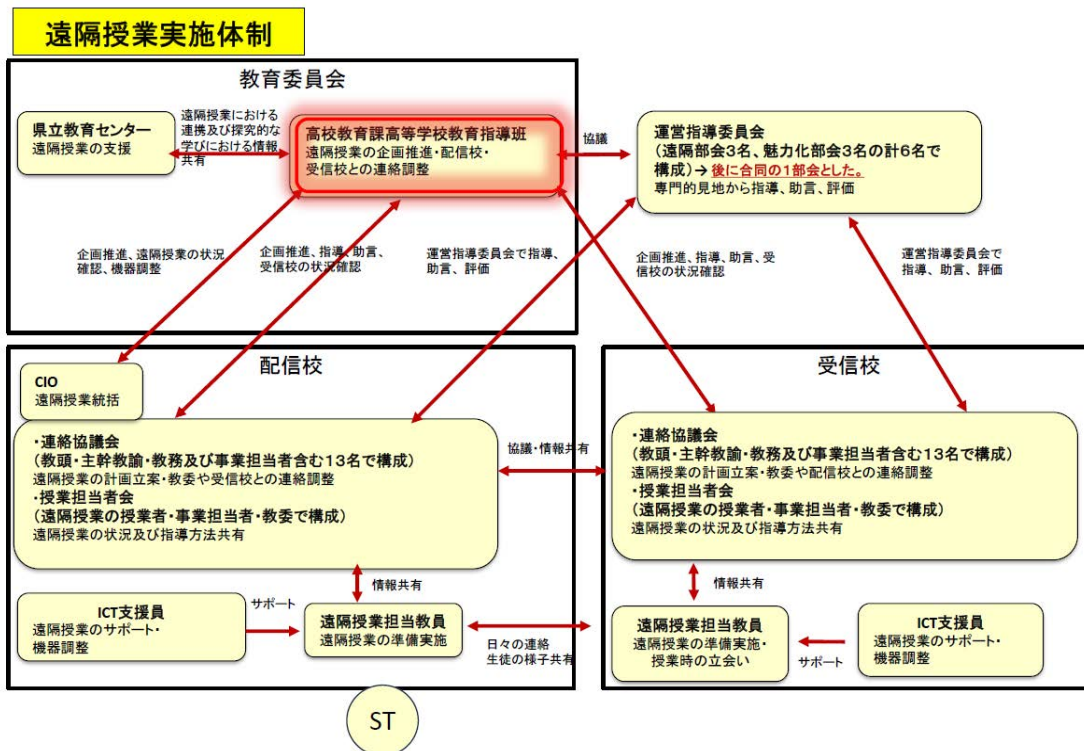 遠隔授業実施体制
教育委員会
県立教育センター
遠隔授業の支援
遠隔授業における
連携及び探究的な
学びにおける情報
共有
高校教育課高等学校教育指導班
遠隔授業の企画推進・配信校・
受信校との連絡調整
協議
運営指導委員会
(遠隔部会3名、魅力化部会3名の計6名で
構成)→ 後に合同の1部会とした。
専門的見地から指導、助言、評価
企画推進、遠隔授業の状況
確認、機器調整
企画推進、指導、助言、
受信校の状況確認
運営指導委員会で指導、
助言、評価
企画推進、指導、助言、受
信校の状況確認
運営指導委員会で
指導、助言、評価
配信校
CIO
遠隔授業統括
・連絡協議会
(教頭・主幹教諭・教務及び事業担当者含む13名で構成)
遠隔授業の計画立案・教委や受信校との連絡調整
・授業担当者会
(遠隔授業の授業者・事業担当者・教委で構成)
遠隔授業の状況及び指導方法共有
協議・情報共有
受信校
・連絡協議会
(教頭・主幹教諭・教務及び事業担当者含む13名で構成)
遠隔授業の計画立案・教委や配信校との連絡調整
・授業担当者会
(遠隔授業の授業者・事業担当者・教委で構成)
遠隔授業の状況及び指導方法共有
情報共有
ICT支援員
遠隔授業のサポート・
機器調整
サポート
遠隔授業担当教員
遠隔授業の準備実施
日々の連絡
生徒の様子共有
情報共有
遠隔授業担当教員
遠隔授業の準備実施・
授業時の立会い
サポート
ICT支援員
遠隔授業のサポート・
機器調整
ST